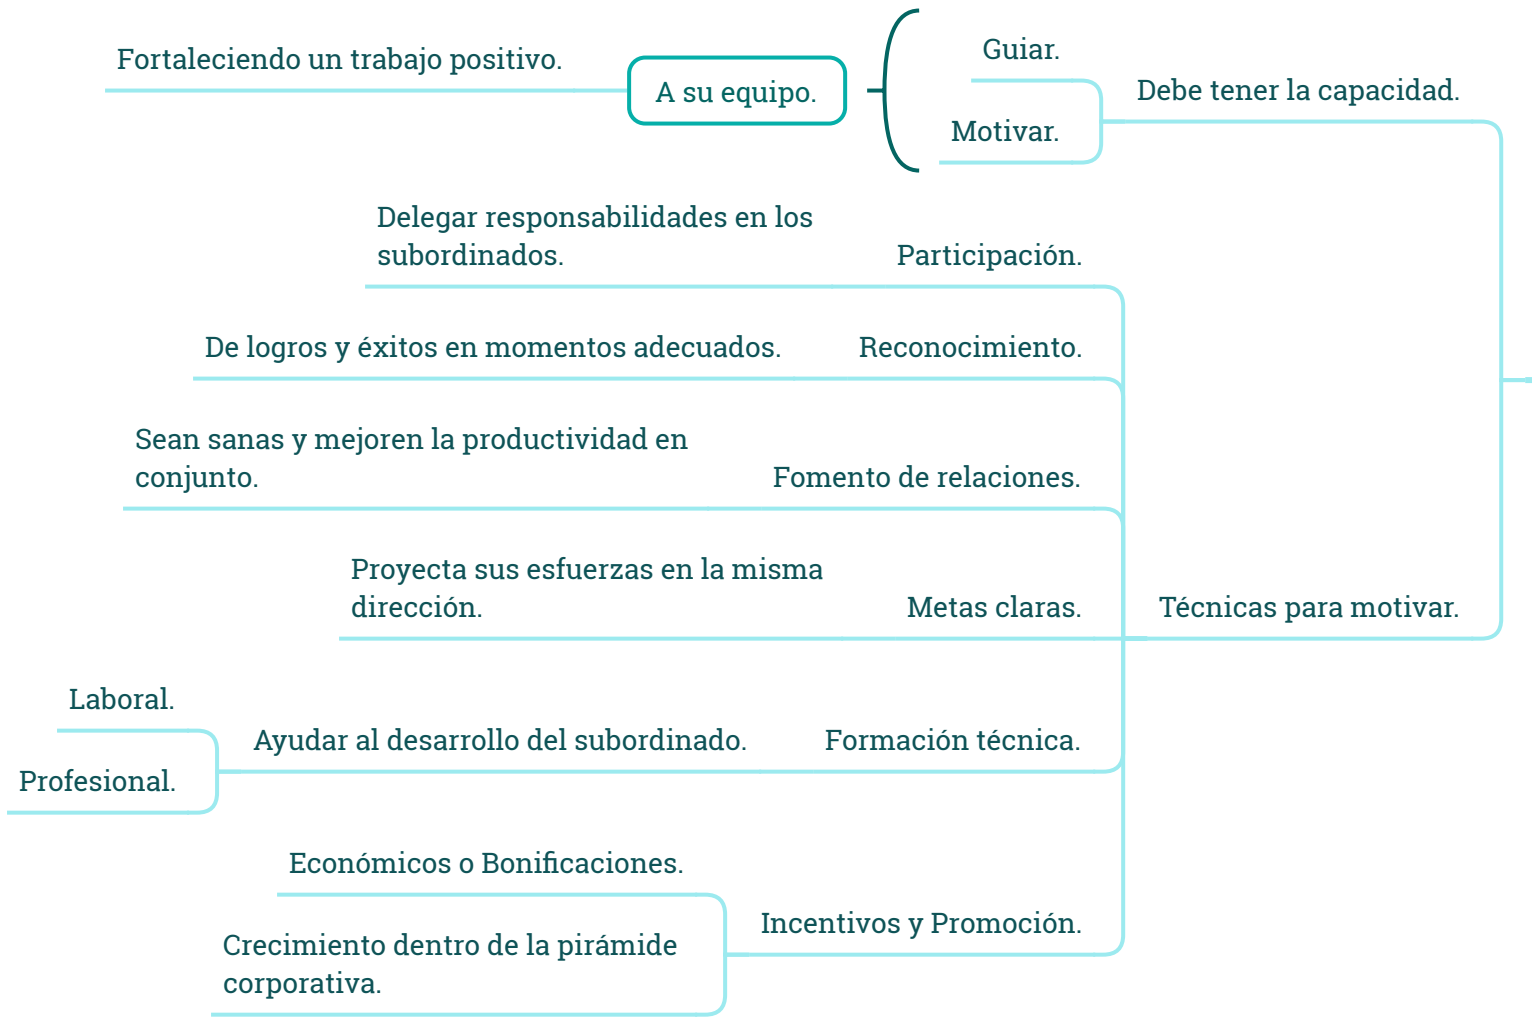 Debe tener la capacidad.
Guiar.
Motivar.
A su equipo.
Fortaleciendo un trabajo positivo.
Técnicas para motivar.
Participación.
Delegar responsabilidades en los
subordinados.
Reconocimiento.
De logros y éxitos en momentos adecuados.
Fomento de relaciones.
Sean sanas y mejoren la productividad en
conjunto.
Metas claras.
Proyecta sus esfuerzas en la misma
dirección.
Formación técnica.
Ayudar al desarrollo del subordinado.
Laboral.
Profesional.
Incentivos y Promoción.
Económicos o Bonificaciones.
Crecimiento dentro de la pirámide
corporativa.